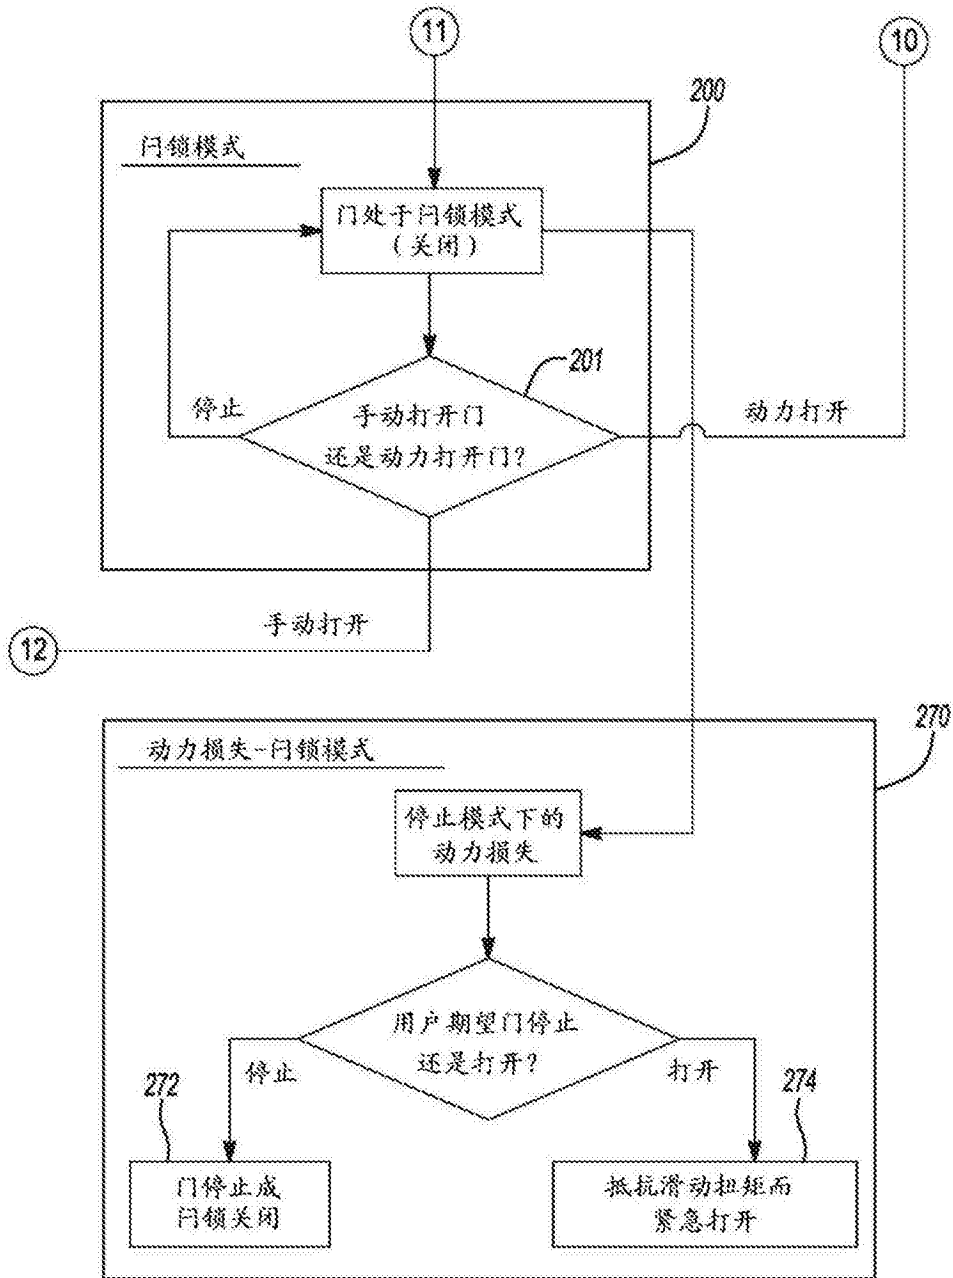 11
10
200
闩锁模式
门处于闩锁模式
(关闭)
201
停止
手动打开门
还是动力打开门?
动力打开
手动打开
12
270
动力损失-闩锁模式
停止模式下的
动力损失
用户期望门停止
还是打开?
停止
打开
272
274
门停止成
闩锁关闭
抵抗滑动扭矩而
紧急打开